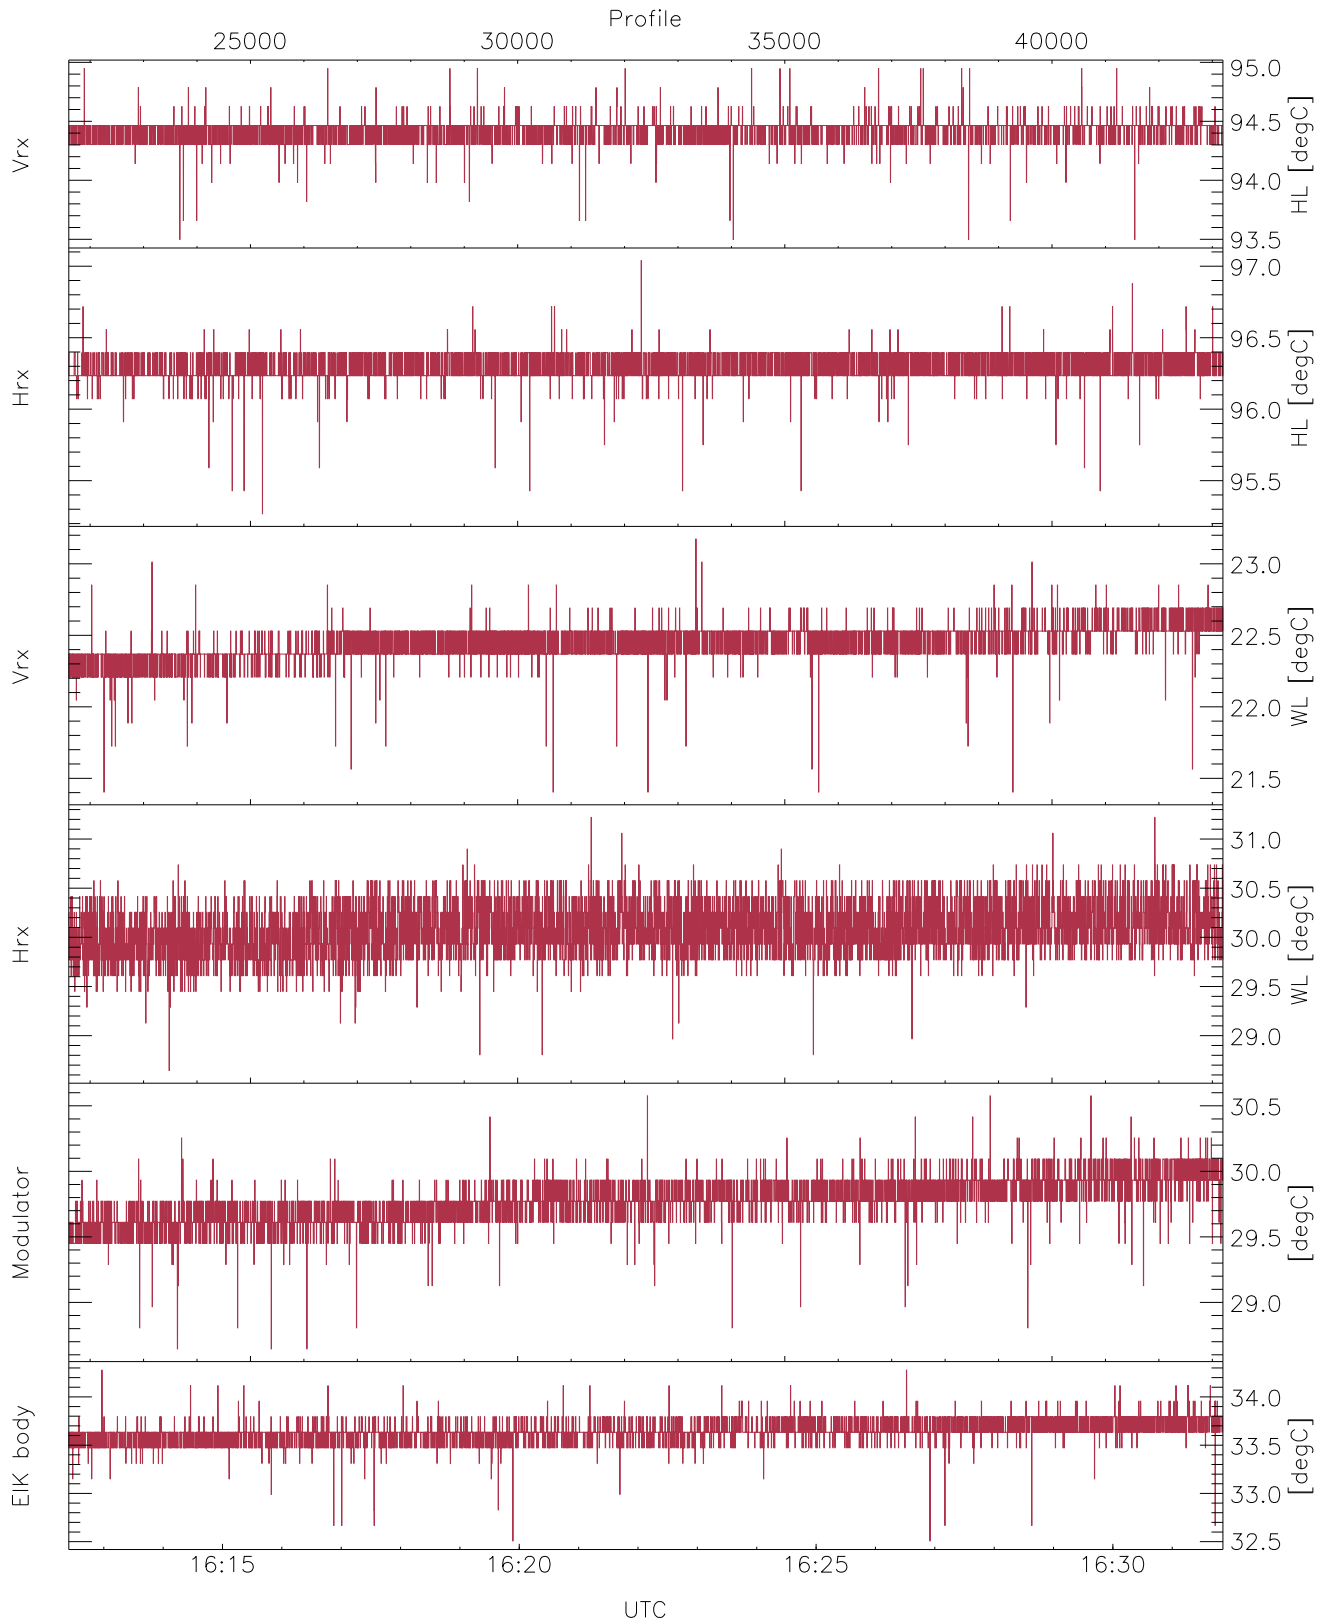 Profile
25000 30000 35000 40000
Vrx
95.0
94.5
94.0
93.5
HL [degC]
Hrx
97.0
96.5
96.0
95.5
HL [degC]
Vrx
23.0
22.5
22.0
21.5
WL [degC]
Hrx
31.0
30.5
30.0
29.5
29.0
WL [degC]
Modulator
30.5
30.0
29.5
29.0
[degC]
EIK body
34.0
33.5
33.0
32.5
[degC]
16:15 16:20 16:25 16:30
UTC